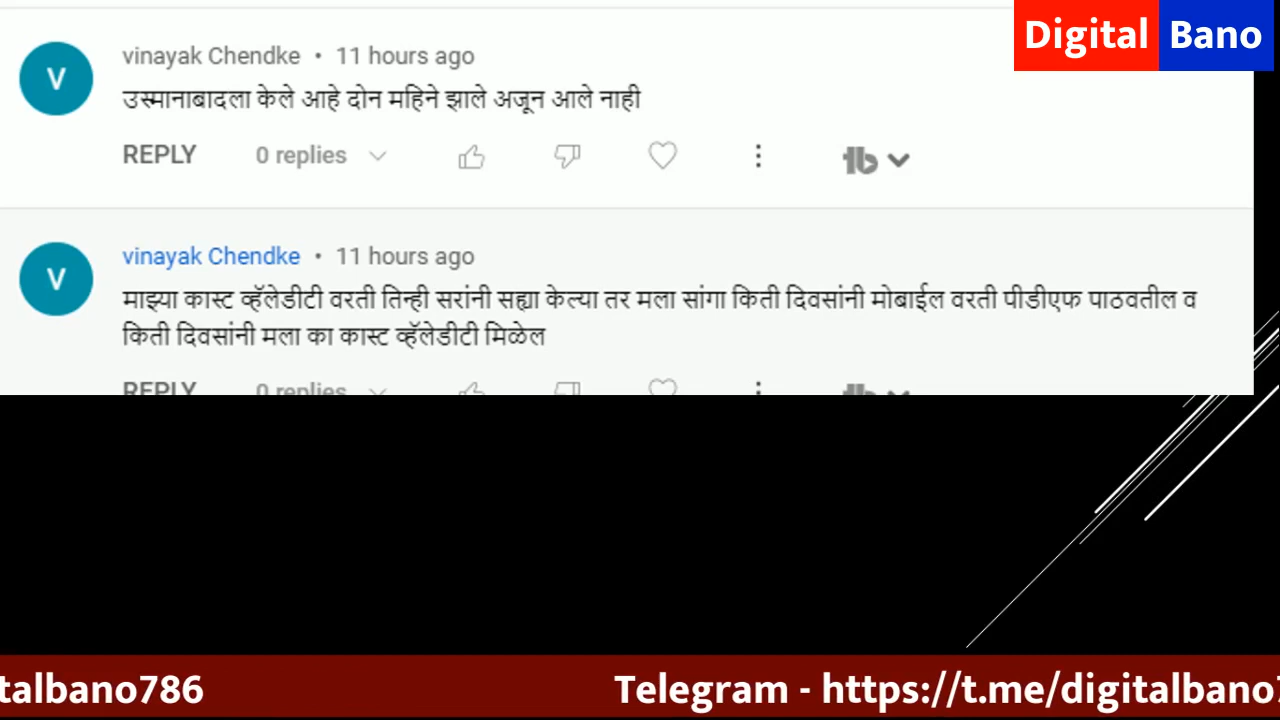 Digital Bano
vinayak Chendke • 11 hours ago
V
उस्मानाबादला केले आहे दोन महिने झाले अजून आले नाही
REPLY 0 replies
vinayak Chendke • 11 hours ago
V
माझ्या कास्ट व्हॅलेडीटी वरती तिन्ही सरांनी सह्या केल्या तर मला सांगा किती दिवसांनी मोबाईल वरती पीडीएफ पाठवतील व
किती दिवसांनी मला का कास्ट व्हॅलेडीटी मिळेल
REPLY 0 replies
talbano786 Telegram - https://t.me/digitalbano7